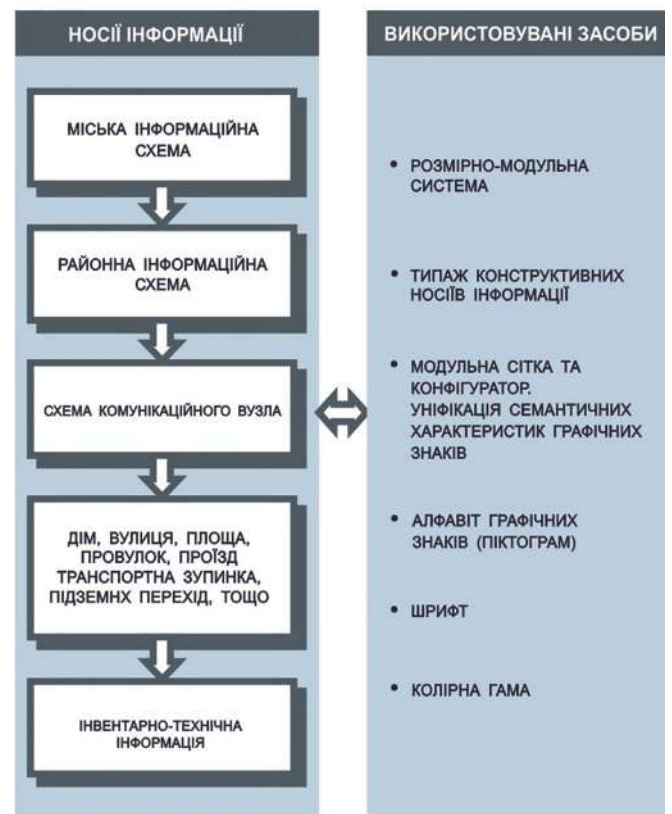 НОСІЇ ІНФОРМАЦІЇ
МІСЬКА ІНФОРМАЦІЙНА
СХЕМА
РАЙОННА ІНФОРМАЦІЙНА
СХЕМА
СХЕМА КОМУНІКАЦІЙНОГО ВУЗЛА
ДІМ, ВУЛИЦЯ, ПЛОЩА,
ПРОВУЛОК, ПРОЇЗД
ТРАНСПОРТНА ЗУПИНКА,
ПІДЗЕМНХ ПЕРЕХІД, ТОЩО
ІНВЕНТАРНО-ТЕХНІЧНА
ІНФОРМАЦІЯ
ВИКОРИСТОВУВАНІ ЗАСОБИ
• РОЗМІРНО-МОДУЛЬНА
СИСТЕМА
• ТИПАЖ КОНСТРУКТИВНИХ
НОСІЇВ ІНФОРМАЦІЇ
• МОДУЛЬНА СІТКА ТА
КОНФІГУРАТОР.
УНІФІКАЦІЯ СЕМАНТИЧНИХ
ХАРАКТЕРИСТИК ГРАФІЧНИХ
ЗНАКІВ
• АЛФАВІТ ГРАФІЧНИХ
ЗНАКІВ (ПІКТОГРАМ)
• ШРИФТ
• КОЛІРНА ГАМА